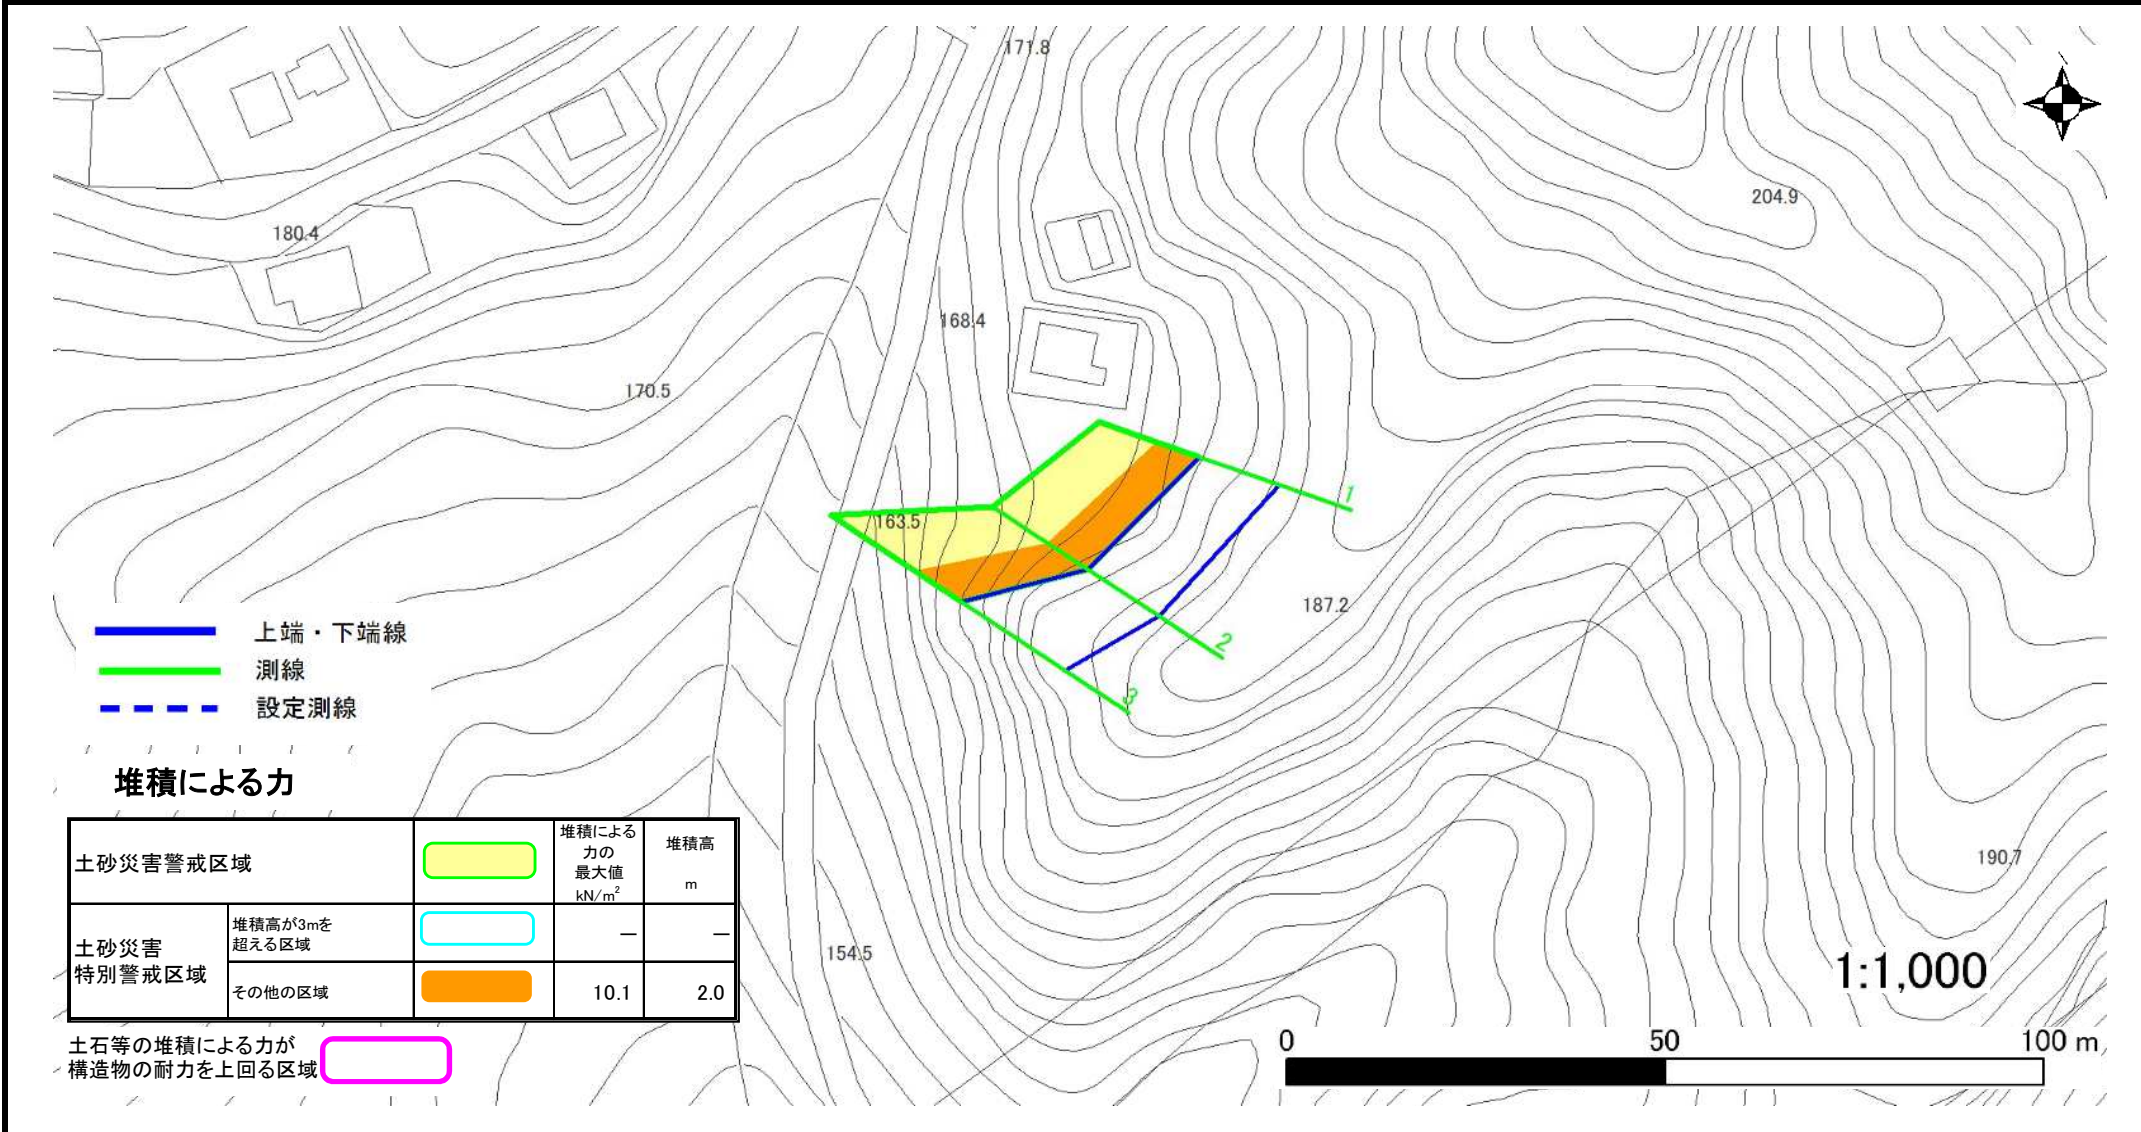 171.8
204.9
180.4
168.4
170.5
163.5
1
187.2
2
3
上端・下端線
測線
設定測線
堆積による力
土砂災害警戒区域
堆積による
力の
最大値
kN/m²
堆積高
m
土砂災害
特別警戒区域
堆積高が3mを
超える区域
－
－
その他の区域
10.1
2.0
土石等の堆積による力が
構造物の耐力を上回る区域
154.5
190.7
1:1,000
0 50 100 m